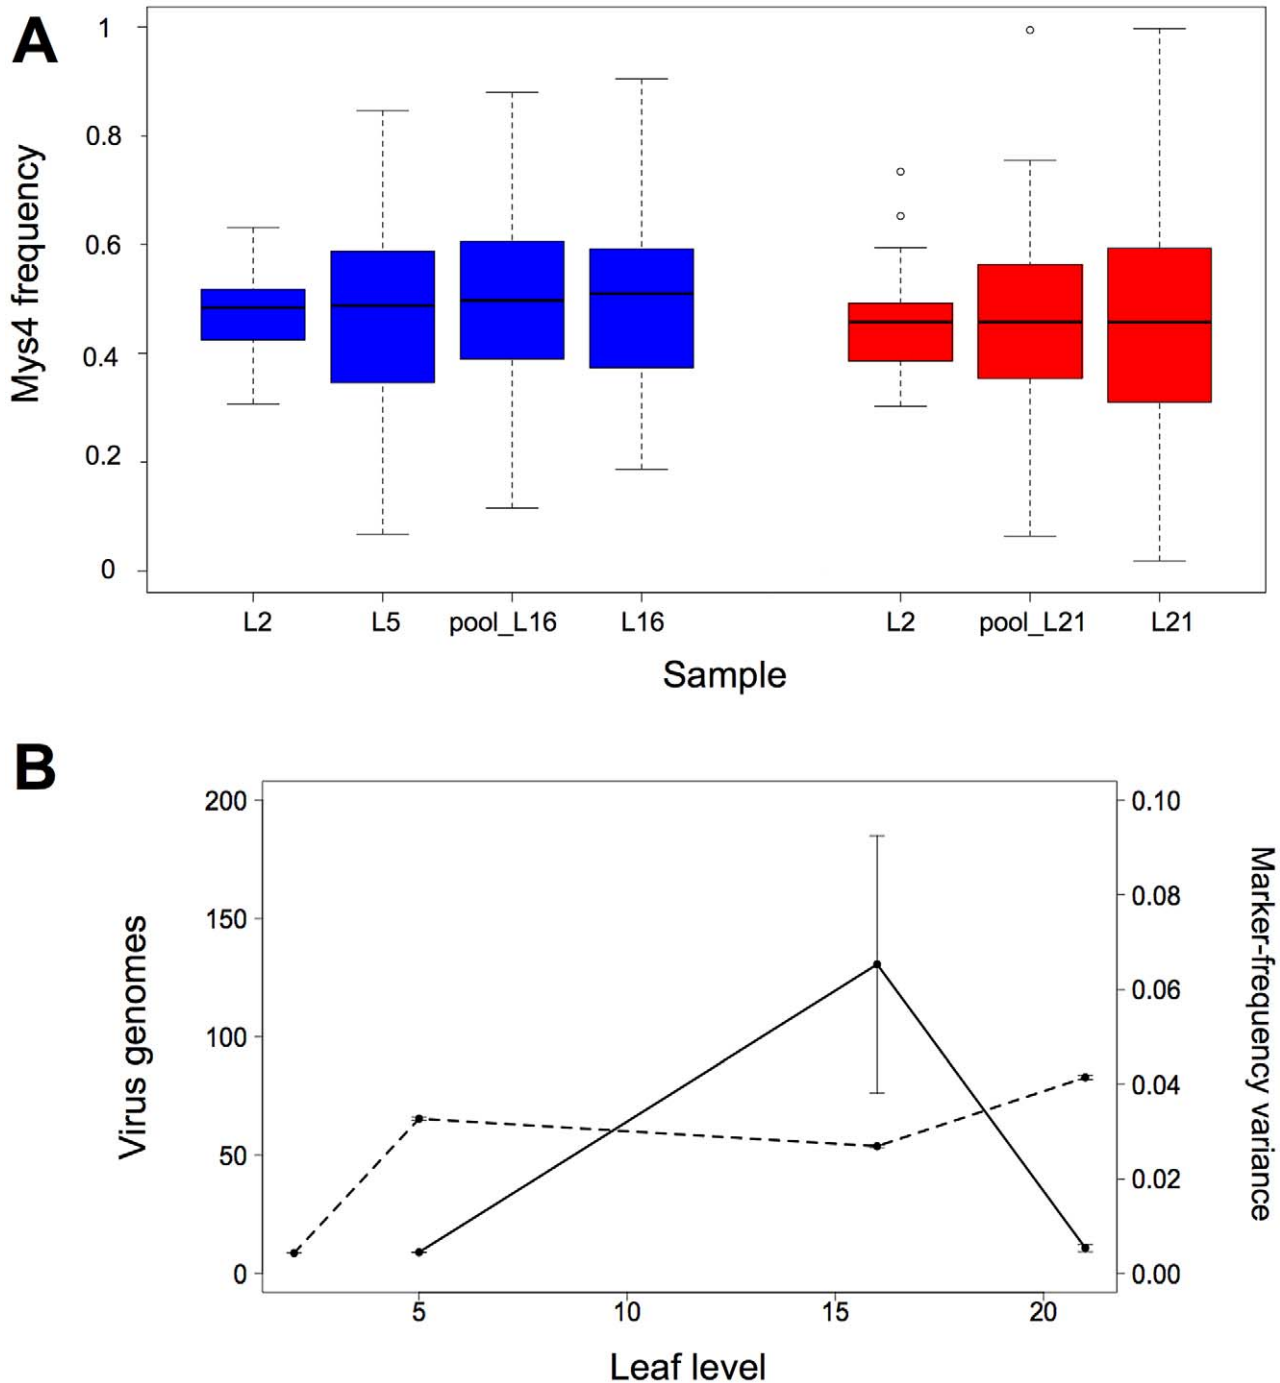 A
Mys4 frequency
1
0.8
0.6
0.4
0.2
0
L2 L5 pool_L16 L16 L2 pool_L21 L21
Sample
B
Virus genomes
200
150
100
50
0
0.10
0.08
0.06
0.04
0.02
0.00
Marker-frequency variance
5 10 15 20
Leaf level